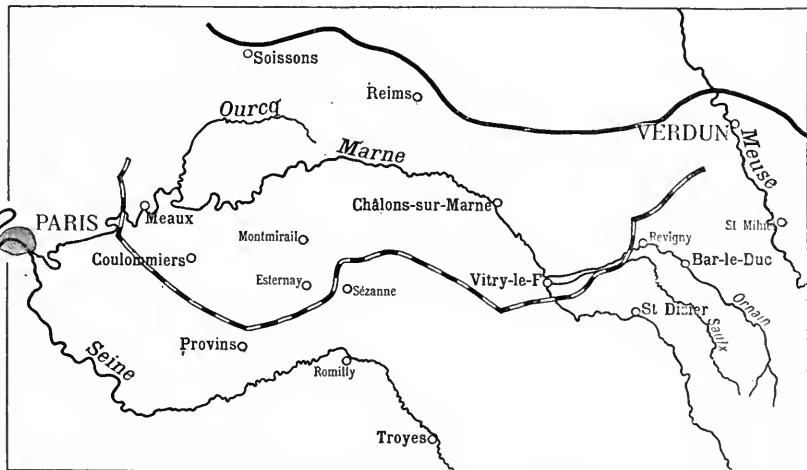 Soissons
Reims
Ourcq
VERDUN
Marne
Meuse
PARIS
Meaux
Châlons-sur-Marne
St Mihiel
Montmirail
Revigny
Coulommiers
Bar-le-Duc
Esternay
Sézanne
Vitry-le-F
Ornain
St Dizier
Saulx
Provins
Seine
Romilly
Troyes